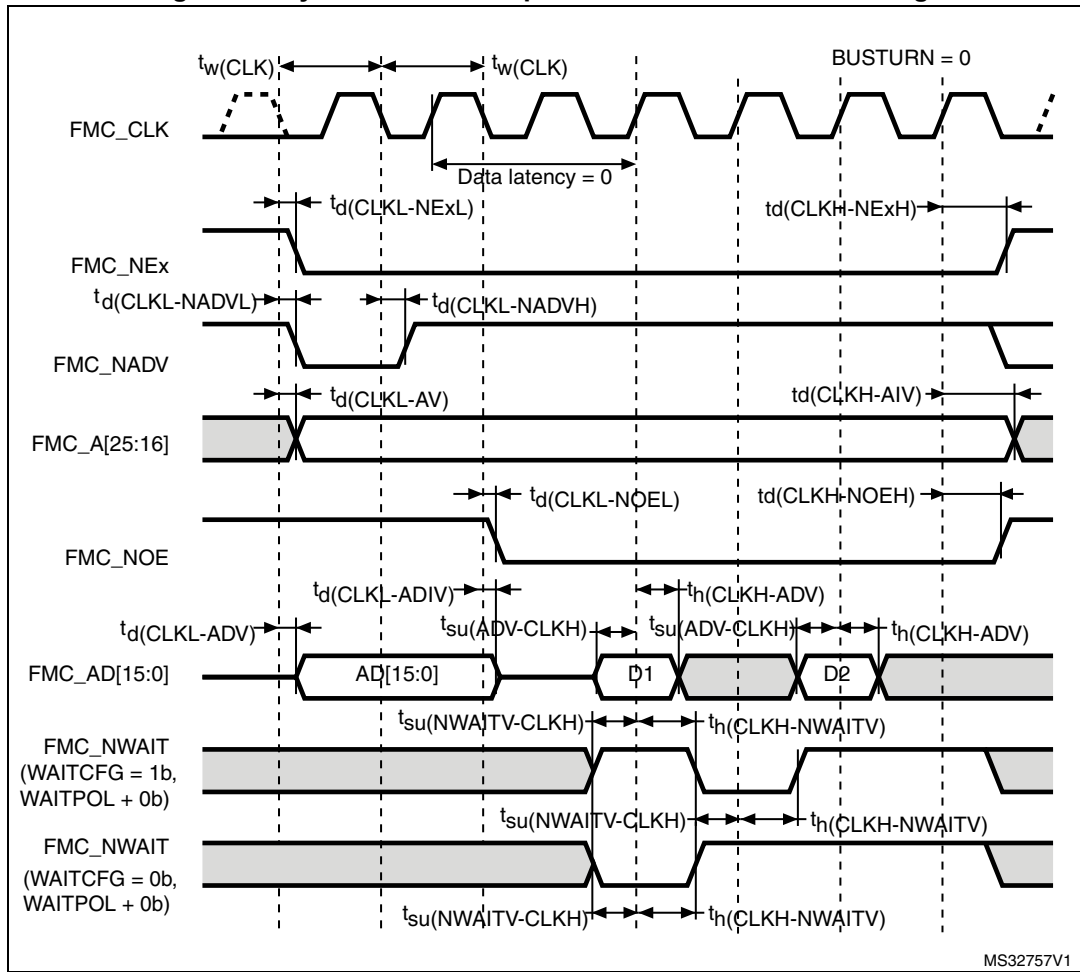 BUSTURN = 0
tw(CLK) tw(CLK)
FMC_CLK
Data latency = 0
td(CLKL-NExL) td(CLKH-NExH)
FMC_NEx
td(CLKL-NADVL) td(CLKL-NADVH)
FMC_NADV
td(CLKL-AV) td(CLKH-AIV)
FMC_A[25:16]
td(CLKL-NOEL) td(CLKH-NOEH)
FMC_NOE
td(CLKL-ADIV) th(CLKH-ADV)
td(CLKL-ADV) tsu(ADV-CLKH) tsu(ADV-CLKH) th(CLKH-ADV)
FMC_AD[15:0] AD[15:0] D1 D2
tsu(NWAITV-CLKH) th(CLKH-NWAITV)
FMC_NWAIT
(WAITCFG = 1b,
WAITPOL + 0b)
tsu(NWAITV-CLKH) th(CLKH-NWAITV)
FMC_NWAIT
(WAITCFG = 0b,
WAITPOL + 0b)
tsu(NWAITV-CLKH) th(CLKH-NWAITV)
MS32757V1